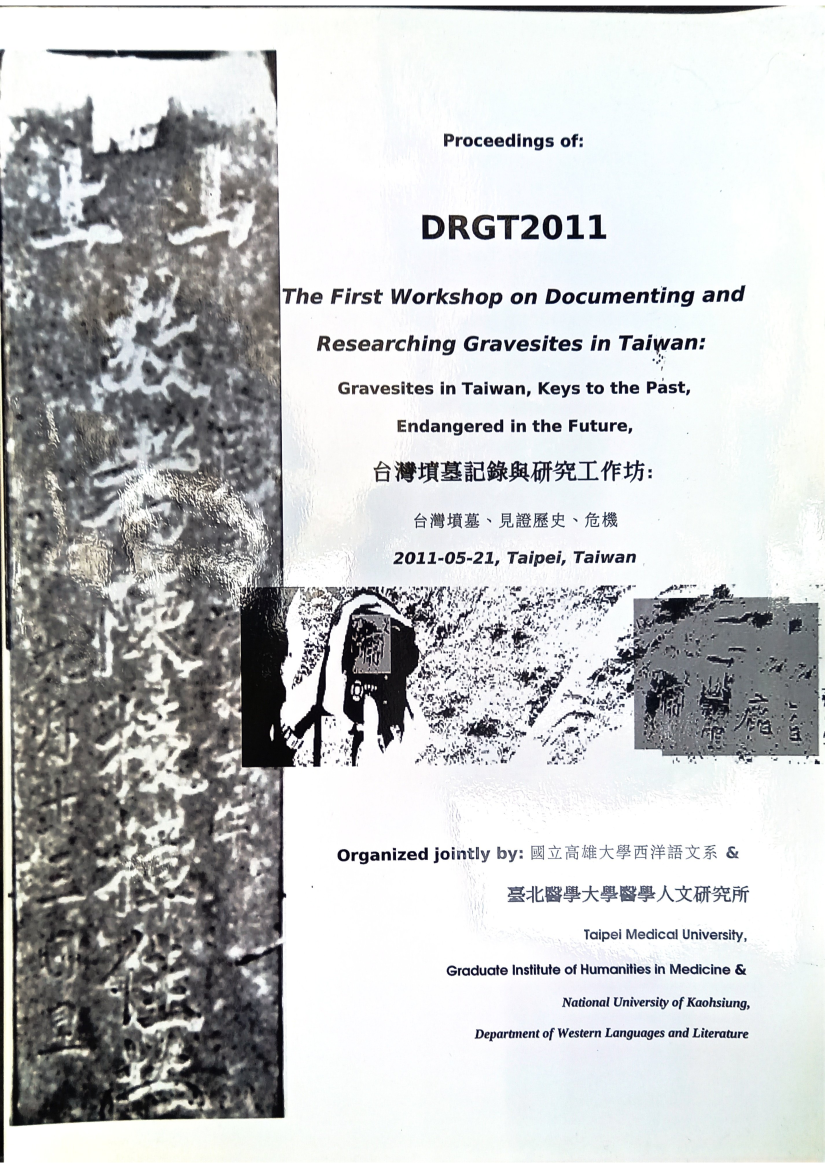 Proceedings of:
DRGT2011
The First Workshop on Documenting and
Researching Gravesites in Taiwan:
Gravesites in Taiwan, Keys to the Past,
Endangered in the Future,
台灣墳墓記錄與研究工作坊:
台灣墳墓、見證歷史、危機
2011-05-21, Taipei, Taiwan
Organized jointly by: 國立高雄大學西洋語文系 &
臺北醫學大學醫學人文研究所
Taipei Medical University,
Graduate Institute of Humanities in Medicine &
National University of Kaohsiung,
Department of Western Languages and Literature